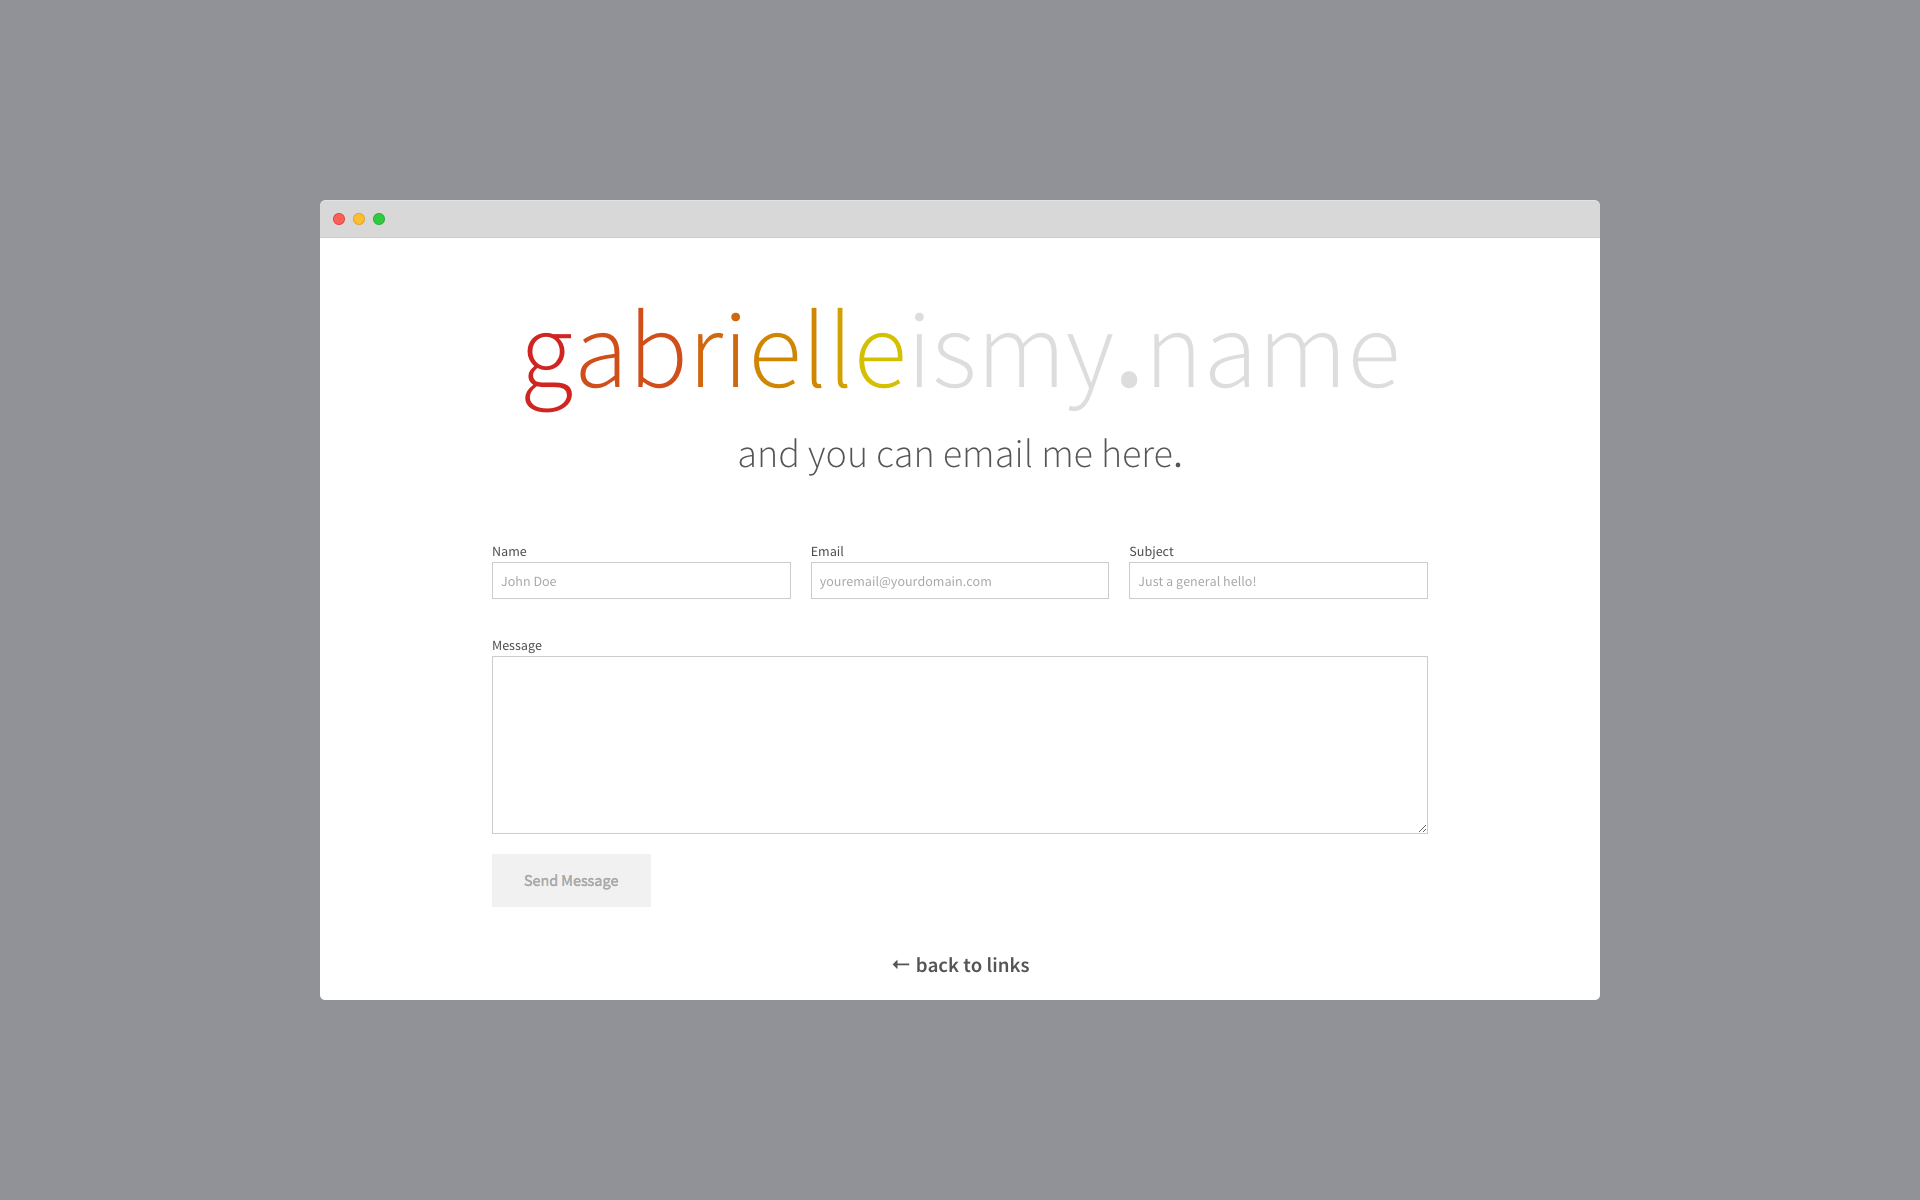 gabrielleismy.name
and you can email me here.
Name Email Subject
John Doe youremail@yourdomain.com Just a general hello!
Message
Send Message
← back to links